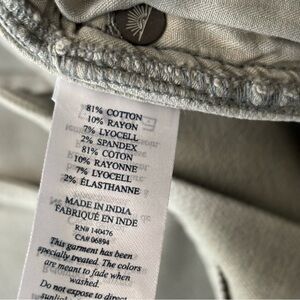 81% COTTON
10% RAYON
7% LYOCELL
2% SPANDEX
81% COTON
10% RAYONNE
7% LYOCELL
2% ÉLASTHANNE
MADE IN INDIA
FABRIQUÉ EN INDE
RN# 140476
CA# 06894
This garment has been
specially treated. The colors
are meant to fade when
washed.
Do not expose to direct